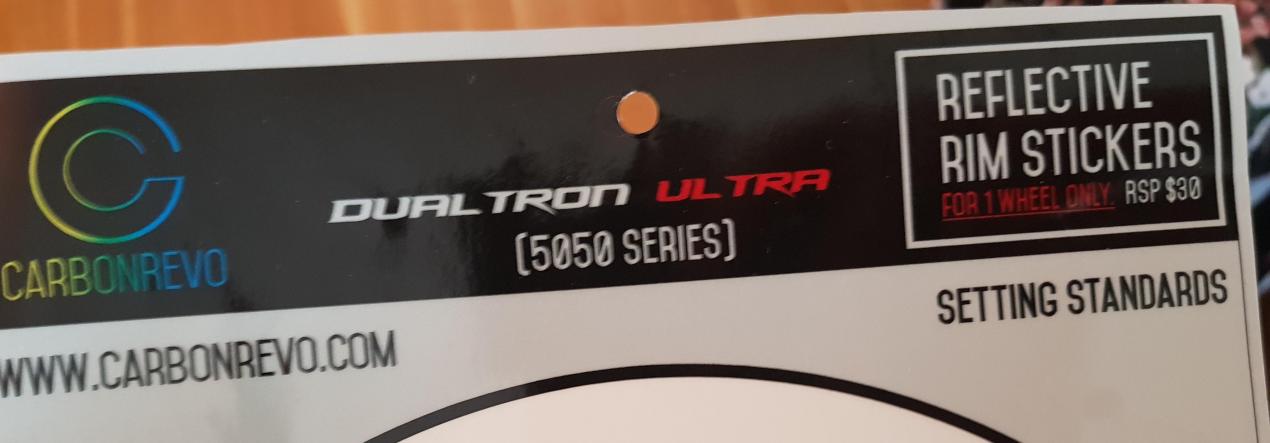 CARBONREVO
DUALTRON ULTRA
(5050 SERIES)
REFLECTIVE
RIM STICKERS
FOR 1 WHEEL ONLY. RSP $30
WWW.CARBONREVO.COM
SETTING STANDARDS